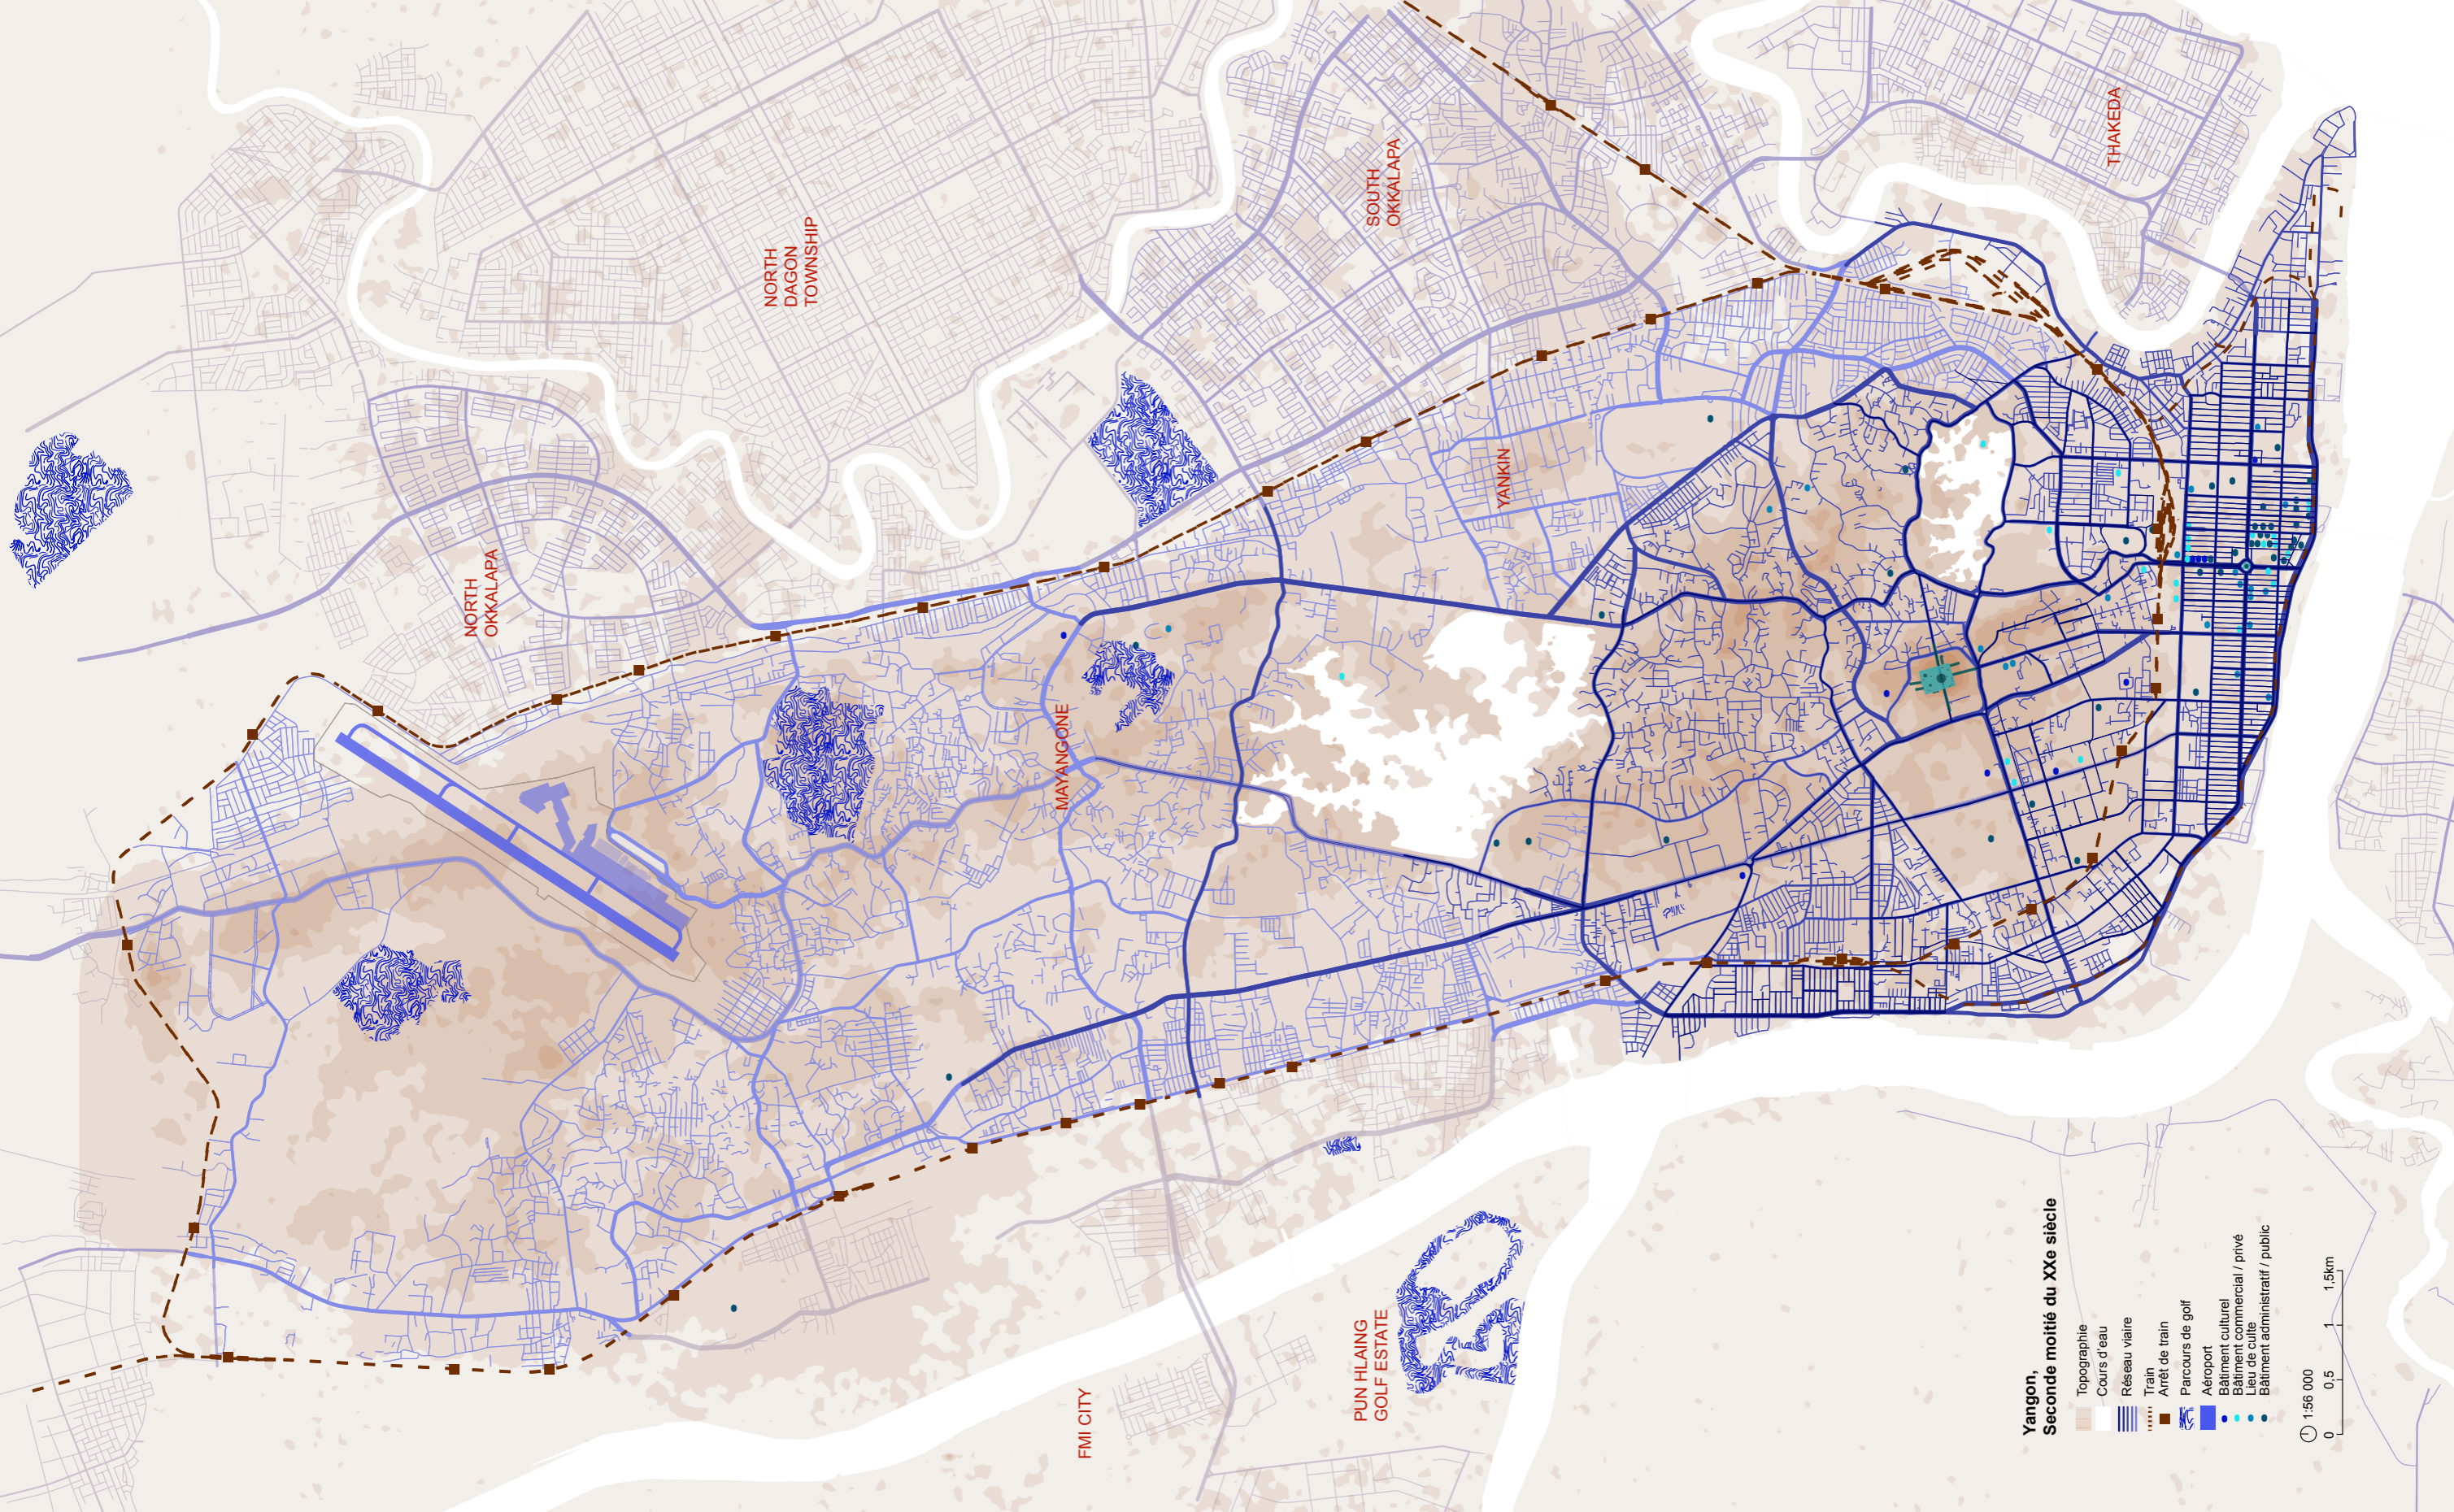 NORTH
DAGON
TOWNSHIP
SOUTH
OKKALAPA
THAKEDA
NORTH
OKKALAPA
YANKIN
MAYANGONE
FMI CITY
PUN HLAING
GOLF ESTATE
Yangon,
Seconde moitié du XXe siècle
Topographie
Cours d'eau
Réseau viaire
Train
Arrêt de train
Parcours de golf
Aéroport
Bâtiment culturel
Bâtiment commercial / privé
Lieu de culte
Bâtiment administratif / public
1:56 000
0 0,5 1 1,5km